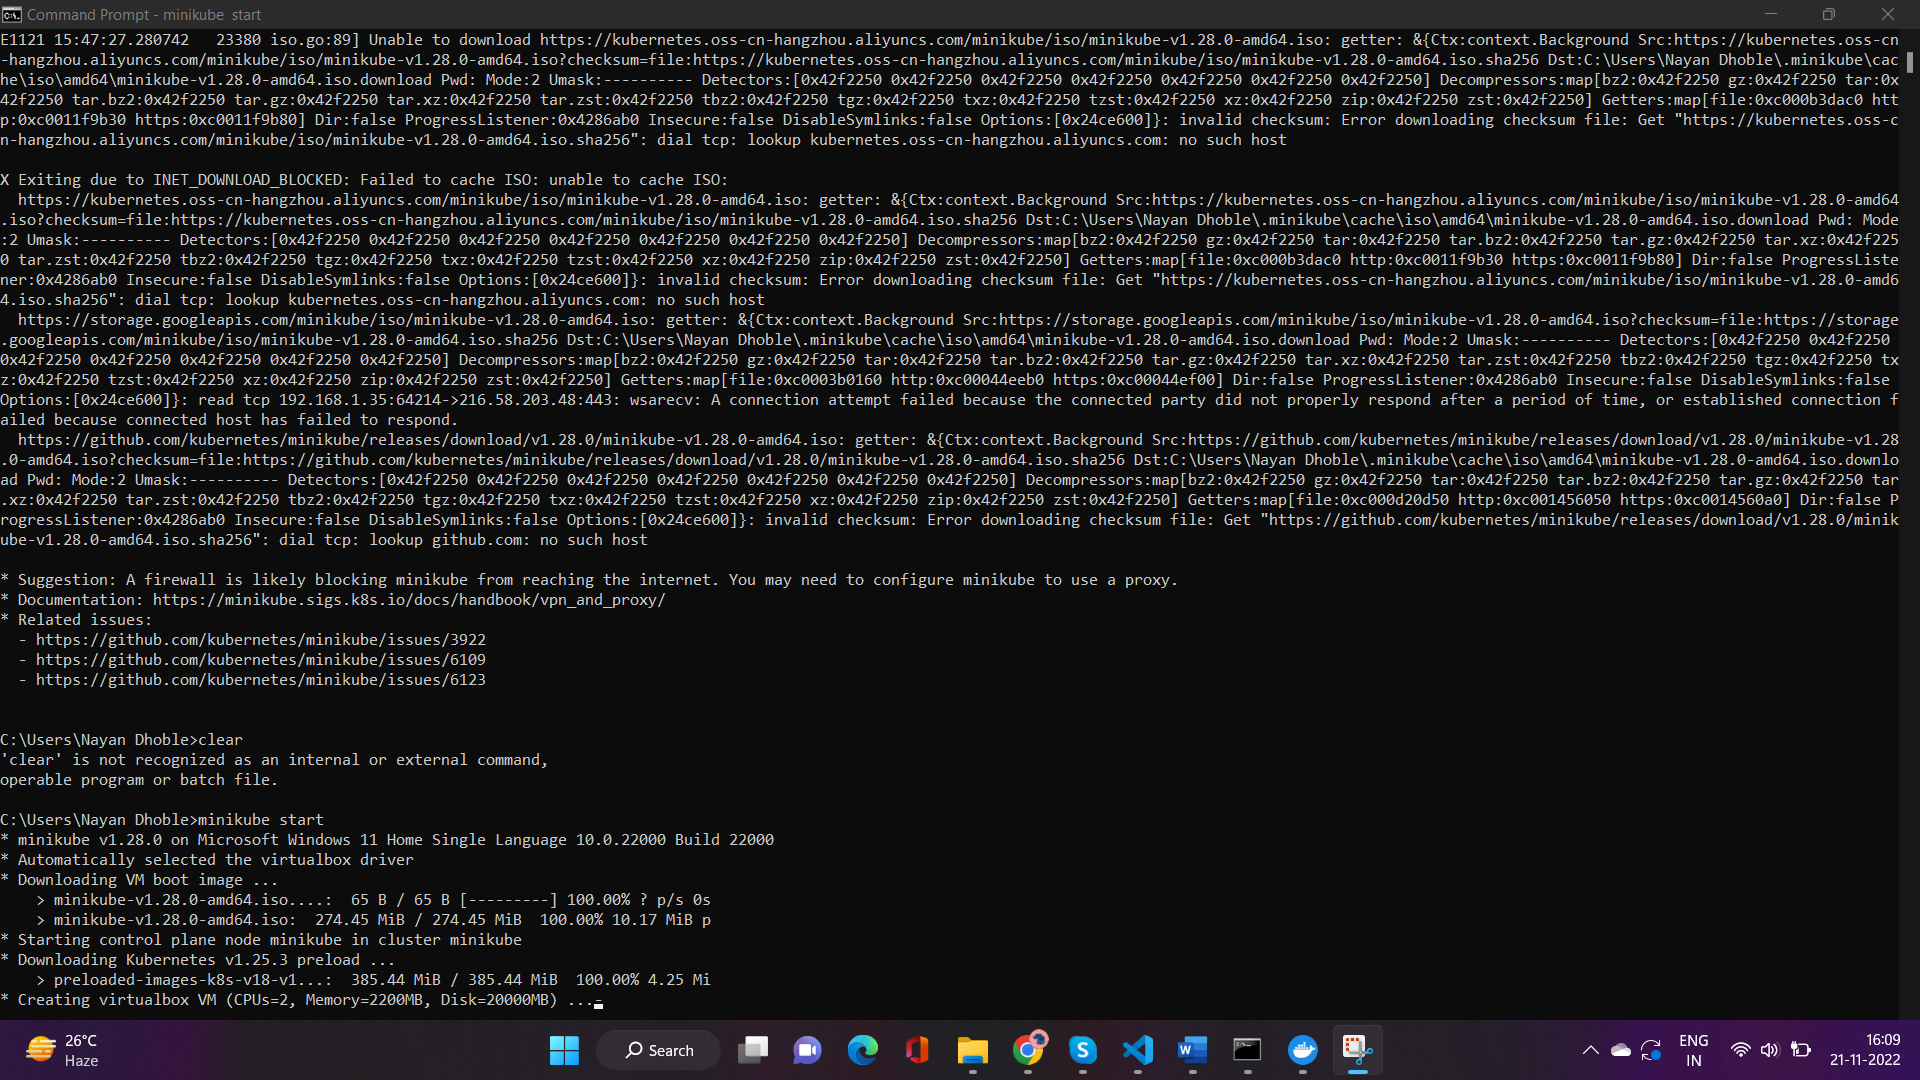 Command Prompt - minikube  start
E1121 15:47:27.280742   23380 iso.go:89] Unable to download https://kubernetes.oss-cn-hangzhou.aliyuncs.com/minikube/iso/minikube-v1.28.0-amd64.iso: getter: &{Ctx:context.Background Src:https://kubernetes.oss-cn
-hangzhou.aliyuncs.com/minikube/iso/minikube-v1.28.0-amd64.iso?checksum=file:https://kubernetes.oss-cn-hangzhou.aliyuncs.com/minikube/iso/minikube-v1.28.0-amd64.iso.sha256 Dst:C:\Users\Nayan Dhoble\.minikube\cac
he\iso\amd64\minikube-v1.28.0-amd64.iso.download Pwd: Mode:2 Umask:---------- Detectors:[0x42f2250 0x42f2250 0x42f2250 0x42f2250 0x42f2250 0x42f2250 0x42f2250] Decompressors:map[bz2:0x42f2250 gz:0x42f2250 tar:0x
42f2250 tar.bz2:0x42f2250 tar.gz:0x42f2250 tar.xz:0x42f2250 tar.zst:0x42f2250 tbz2:0x42f2250 tgz:0x42f2250 txz:0x42f2250 tzst:0x42f2250 xz:0x42f2250 zip:0x42f2250 zst:0x42f2250] Getters:map[file:0xc000b3dac0 htt
p:0xc0011f9b30 https:0xc0011f9b80] Dir:false ProgressListener:0x4286ab0 Insecure:false DisableSymlinks:false Options:[0x24ce600]}: invalid checksum: Error downloading checksum file: Get "https://kubernetes.oss-c
n-hangzhou.aliyuncs.com/minikube/iso/minikube-v1.28.0-amd64.iso.sha256": dial tcp: lookup kubernetes.oss-cn-hangzhou.aliyuncs.com: no such host
X Exiting due to INET_DOWNLOAD_BLOCKED: Failed to cache ISO: unable to cache ISO:
  https://kubernetes.oss-cn-hangzhou.aliyuncs.com/minikube/iso/minikube-v1.28.0-amd64.iso: getter: &{Ctx:context.Background Src:https://kubernetes.oss-cn-hangzhou.aliyuncs.com/minikube/iso/minikube-v1.28.0-amd64
.iso?checksum=file:https://kubernetes.oss-cn-hangzhou.aliyuncs.com/minikube/iso/minikube-v1.28.0-amd64.iso.sha256 Dst:C:\Users\Nayan Dhoble\.minikube\cache\iso\amd64\minikube-v1.28.0-amd64.iso.download Pwd: Mode
:2 Umask:---------- Detectors:[0x42f2250 0x42f2250 0x42f2250 0x42f2250 0x42f2250 0x42f2250 0x42f2250] Decompressors:map[bz2:0x42f2250 gz:0x42f2250 tar:0x42f2250 tar.bz2:0x42f2250 tar.gz:0x42f2250 tar.xz:0x42f225
0 tar.zst:0x42f2250 tbz2:0x42f2250 tgz:0x42f2250 txz:0x42f2250 tzst:0x42f2250 xz:0x42f2250 zip:0x42f2250 zst:0x42f2250] Getters:map[file:0xc000b3dac0 http:0xc0011f9b30 https:0xc0011f9b80] Dir:false ProgressListe
ner:0x4286ab0 Insecure:false DisableSymlinks:false Options:[0x24ce600]}: invalid checksum: Error downloading checksum file: Get "https://kubernetes.oss-cn-hangzhou.aliyuncs.com/minikube/iso/minikube-v1.28.0-amd6
4.iso.sha256": dial tcp: lookup kubernetes.oss-cn-hangzhou.aliyuncs.com: no such host
  https://storage.googleapis.com/minikube/iso/minikube-v1.28.0-amd64.iso: getter: &{Ctx:context.Background Src:https://storage.googleapis.com/minikube/iso/minikube-v1.28.0-amd64.iso?checksum=file:https://storage
.googleapis.com/minikube/iso/minikube-v1.28.0-amd64.iso.sha256 Dst:C:\Users\Nayan Dhoble\.minikube\cache\iso\amd64\minikube-v1.28.0-amd64.iso.download Pwd: Mode:2 Umask:---------- Detectors:[0x42f2250 0x42f2250
0x42f2250 0x42f2250 0x42f2250 0x42f2250 0x42f2250] Decompressors:map[bz2:0x42f2250 gz:0x42f2250 tar:0x42f2250 tar.bz2:0x42f2250 tar.gz:0x42f2250 tar.xz:0x42f2250 tar.zst:0x42f2250 tbz2:0x42f2250 tgz:0x42f2250 tx
z:0x42f2250 tzst:0x42f2250 xz:0x42f2250 zip:0x42f2250 zst:0x42f2250] Getters:map[file:0xc0003b0160 http:0xc00044eeb0 https:0xc00044ef00] Dir:false ProgressListener:0x4286ab0 Insecure:false DisableSymlinks:false
Options:[0x24ce600]}: read tcp 192.168.1.35:64214->216.58.203.48:443: wsarecv: A connection attempt failed because the connected party did not properly respond after a period of time, or established connection f
ailed because connected host has failed to respond.
  https://github.com/kubernetes/minikube/releases/download/v1.28.0/minikube-v1.28.0-amd64.iso: getter: &{Ctx:context.Background Src:https://github.com/kubernetes/minikube/releases/download/v1.28.0/minikube-v1.28
.0-amd64.iso?checksum=file:https://github.com/kubernetes/minikube/releases/download/v1.28.0/minikube-v1.28.0-amd64.iso.sha256 Dst:C:\Users\Nayan Dhoble\.minikube\cache\iso\amd64\minikube-v1.28.0-amd64.iso.downlo
ad Pwd: Mode:2 Umask:---------- Detectors:[0x42f2250 0x42f2250 0x42f2250 0x42f2250 0x42f2250 0x42f2250 0x42f2250] Decompressors:map[bz2:0x42f2250 gz:0x42f2250 tar:0x42f2250 tar.bz2:0x42f2250 tar.gz:0x42f2250 tar
.xz:0x42f2250 tar.zst:0x42f2250 tbz2:0x42f2250 tgz:0x42f2250 txz:0x42f2250 tzst:0x42f2250 xz:0x42f2250 zip:0x42f2250 zst:0x42f2250] Getters:map[file:0xc000d20d50 http:0xc001456050 https:0xc0014560a0] Dir:false P
rogressListener:0x4286ab0 Insecure:false DisableSymlinks:false Options:[0x24ce600]}: invalid checksum: Error downloading checksum file: Get "https://github.com/kubernetes/minikube/releases/download/v1.28.0/minik
ube-v1.28.0-amd64.iso.sha256": dial tcp: lookup github.com: no such host
* Suggestion: A firewall is likely blocking minikube from reaching the internet. You may need to configure minikube to use a proxy.
* Documentation: https://minikube.sigs.k8s.io/docs/handbook/vpn_and_proxy/
* Related issues:
  - https://github.com/kubernetes/minikube/issues/3922
  - https://github.com/kubernetes/minikube/issues/6109
  - https://github.com/kubernetes/minikube/issues/6123
C:\Users\Nayan Dhoble>clear
'clear' is not recognized as an internal or external command,
operable program or batch file.
C:\Users\Nayan Dhoble>minikube start
* minikube v1.28.0 on Microsoft Windows 11 Home Single Language 10.0.22000 Build 22000
* Automatically selected the virtualbox driver
* Downloading VM boot image ...
    > minikube-v1.28.0-amd64.iso....:  65 B / 65 B [---------] 100.00% ? p/s 0s
    > minikube-v1.28.0-amd64.iso:  274.45 MiB / 274.45 MiB  100.00% 10.17 MiB p
* Starting control plane node minikube in cluster minikube
* Downloading Kubernetes v1.25.3 preload ...
    > preloaded-images-k8s-v18-v1...:  385.44 MiB / 385.44 MiB  100.00% 4.25 Mi
* Creating virtualbox VM (CPUs=2, Memory=2200MB, Disk=20000MB) ...-
26°C
Haze
Search
ENG
IN
16:09
21-11-2022